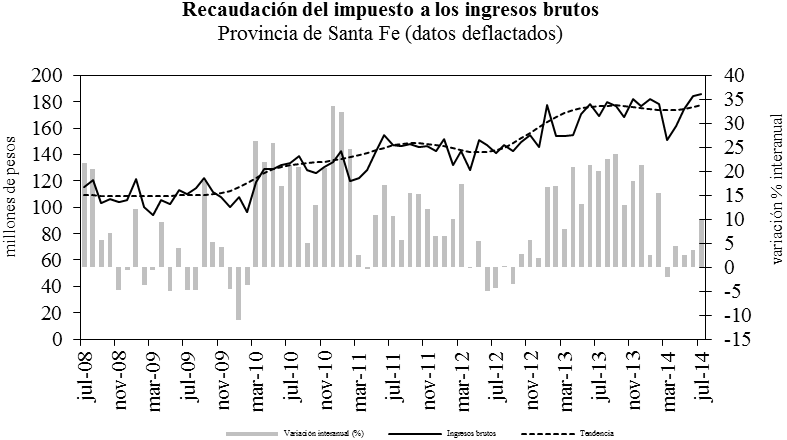 Recaudación del impuesto a los ingresos brutos
Provincia de Santa Fe (datos deflactados)
millones de pesos
200
180
160
140
120
100
80
60
40
20
0
40
35
30
25
20
15
10
5
0
-5
-10
-15
variación % interanual
jul-08
nov-08
mar-09
jul-09
nov-09
mar-10
jul-10
nov-10
mar-11
jul-11
nov-11
mar-12
jul-12
nov-12
mar-13
jul-13
nov-13
mar-14
jul-14
Variación interanual (%)
Ingresos brutos
Tendencia